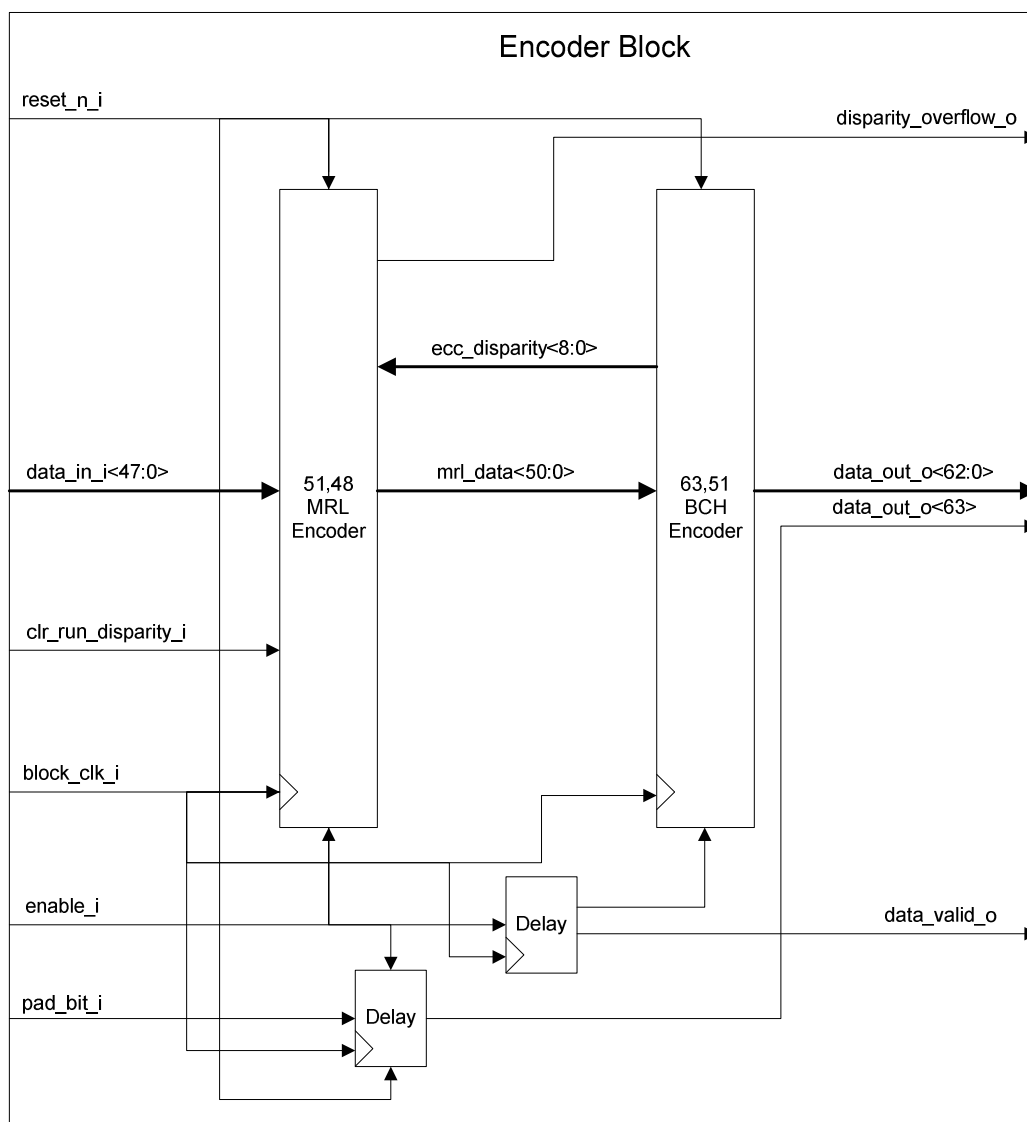 Encoder Block
reset_n_i
disparity_overflow_o
ecc_disparity<8:0>
data_in_i<47:0>
51,48
MRL
Encoder
mrl_data<50:0>
63,51
BCH
Encoder
data_out_o<62:0>
data_out_o<63>
clr_run_disparity_i
block_clk_i
enable_i
Delay
data_valid_o
pad_bit_i
Delay